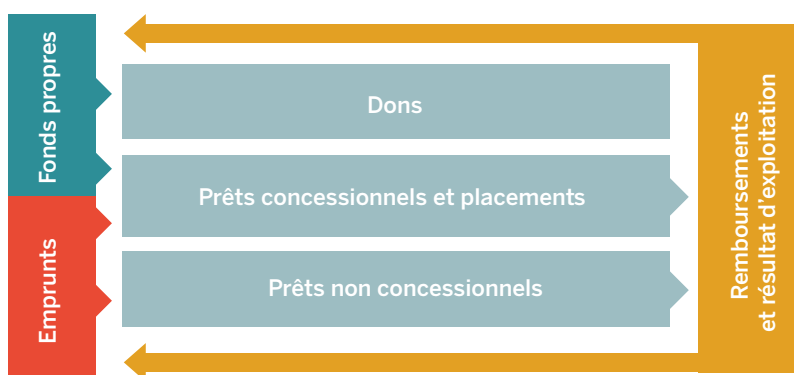 Fonds propres
Emprunts
Dons
Prêts concessionnels et placements
Prêts non concessionnels
Remboursements
et résultat d’exploitation